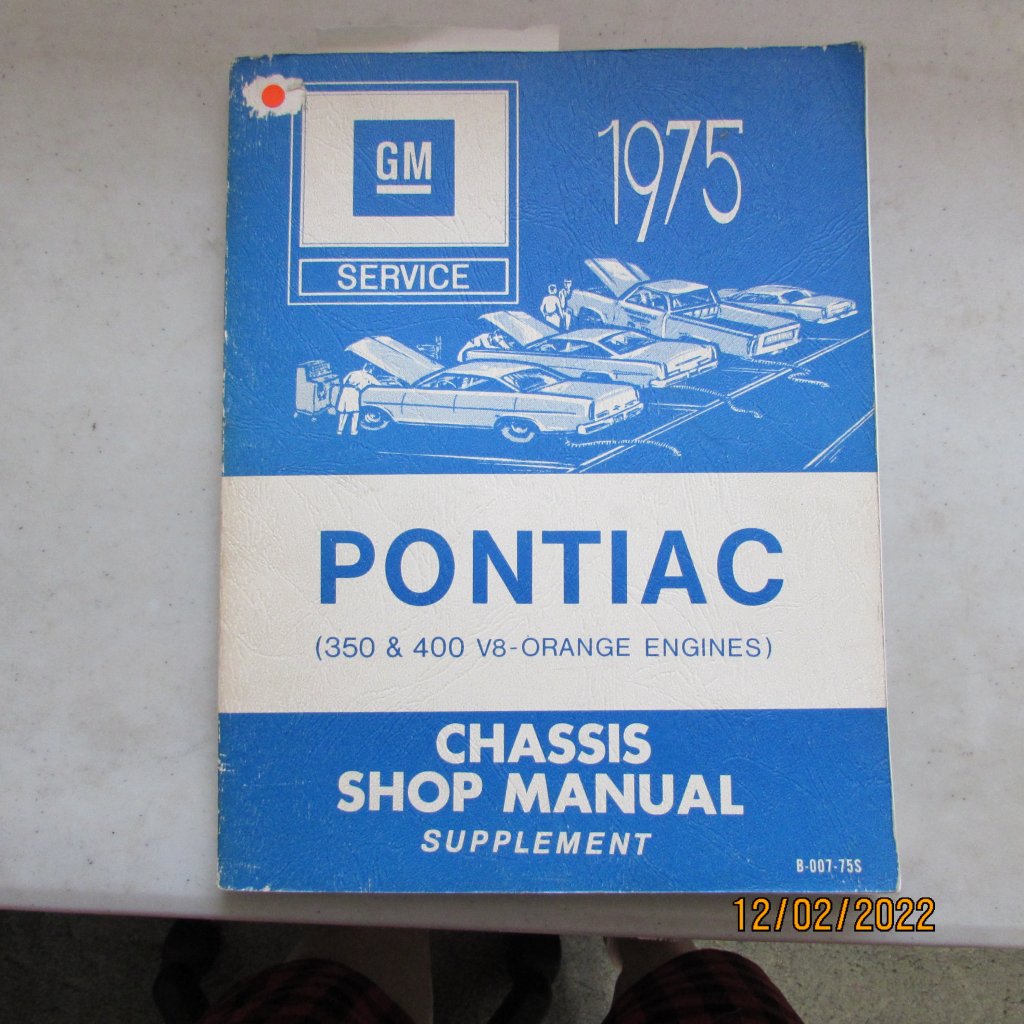 GM
SERVICE
1975
PONTIAC
(350 & 400 V8-ORANGE ENGINES)
CHASSIS
SHOP MANUAL
SUPPLEMENT
B-007-75S
12/02/2022